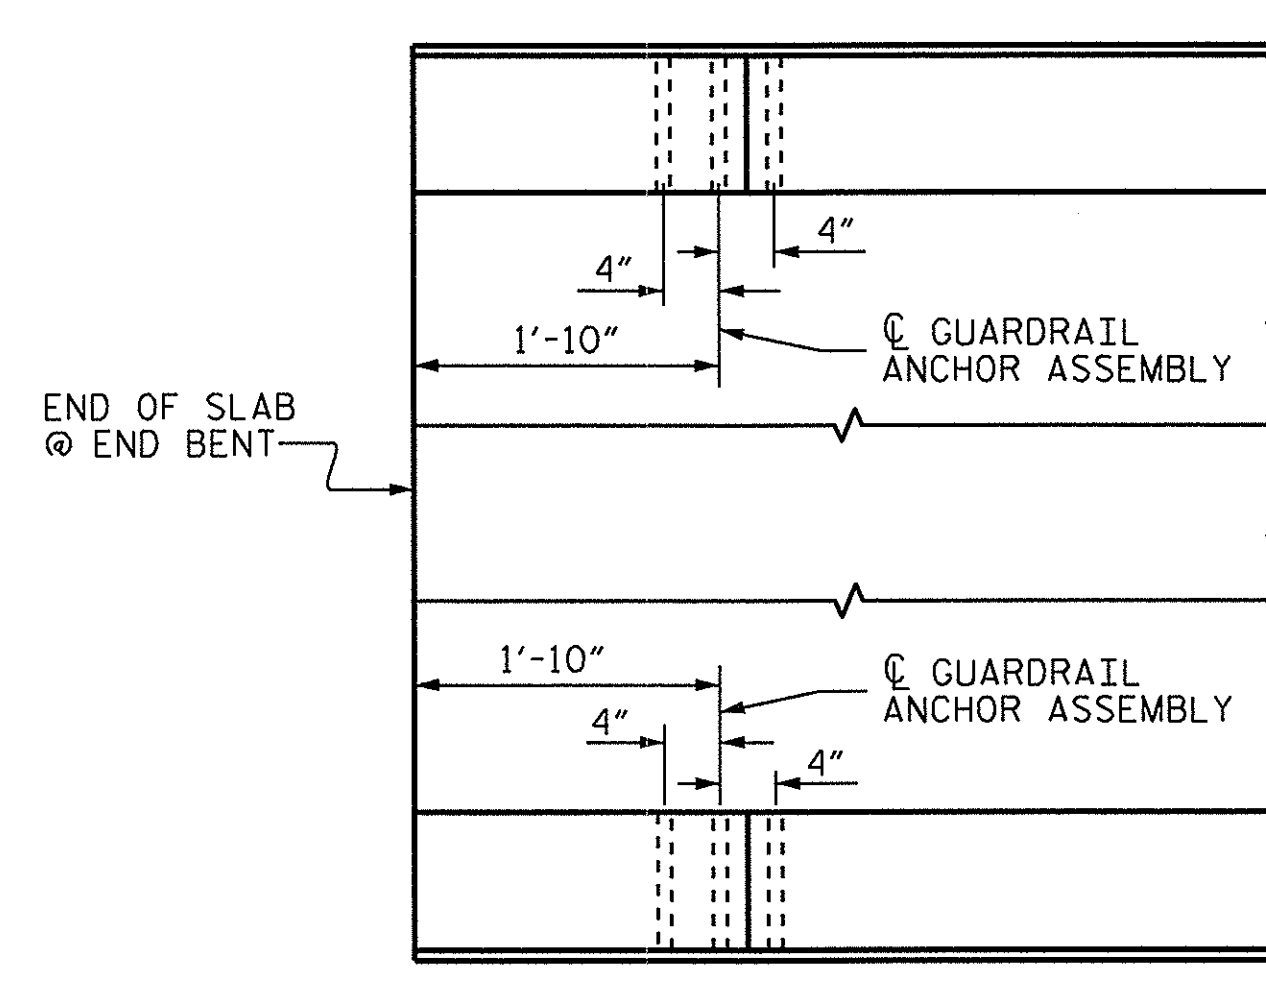 4"
4"
1'-10"
℄ GUARDRAIL
ANCHOR ASSEMBLY
END OF SLAB
@ END BENT
1'-10"
℄ GUARDRAIL
ANCHOR ASSEMBLY
4"
4"